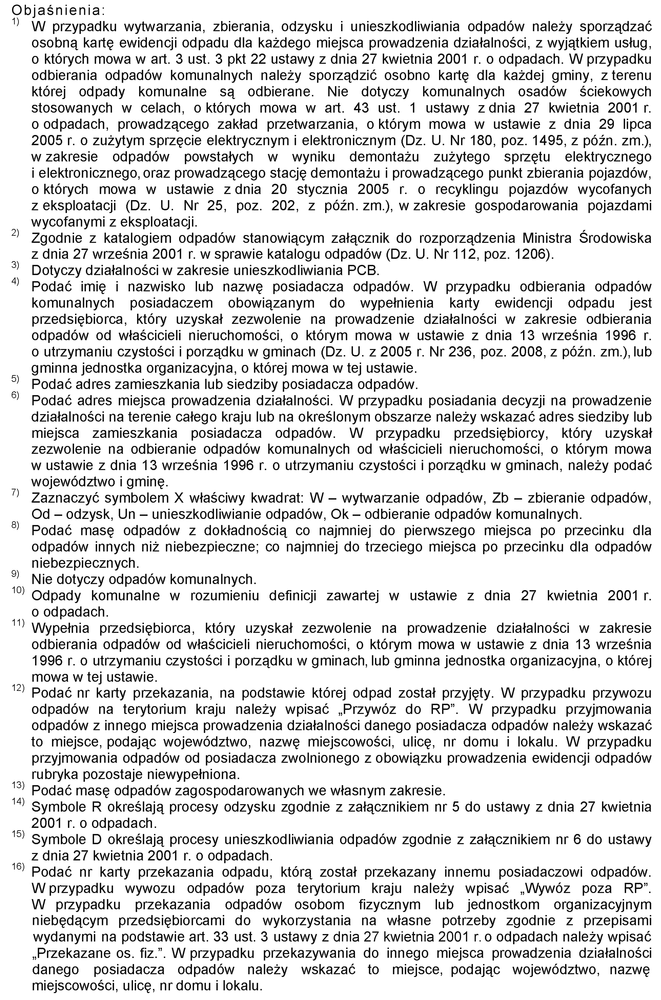 Objaśnienia:
1) W przypadku wytwarzania, zbierania, odzysku i unieszkodliwiania odpadów należy sporządzać
osobną kartę ewidencji odpadu dla każdego miejsca prowadzenia działalności, z wyjątkiem usług,
o których mowa w art. 3 ust. 3 pkt 22 ustawy z dnia 27 kwietnia 2001 r. o odpadach. W przypadku
odbierania odpadów komunalnych należy sporządzić osobno kartę dla każdej gminy, z terenu
której odpady komunalne są odbierane. Nie dotyczy komunalnych osadów ściekowych
stosowanych w celach, o których mowa w art. 43 ust. 1 ustawy z dnia 27 kwietnia 2001 r.
o odpadach, prowadzącego zakład przetwarzania, o którym mowa w ustawie z dnia 29 lipca
2005 r. o zużytym sprzęcie elektrycznym i elektronicznym (Dz. U. Nr 180, poz. 1495, z późn. zm.),
w zakresie odpadów powstałych w wyniku demontażu zużytego sprzętu elektrycznego
i elektronicznego, oraz prowadzącego stację demontażu i prowadzącego punkt zbierania pojazdów,
o których mowa w ustawie z dnia 20 stycznia 2005 r. o recyklingu pojazdów wycofanych
z eksploatacji (Dz. U. Nr 25, poz. 202, z późn. zm.), w zakresie gospodarowania pojazdami
wycofanymi z eksploatacji.
2) Zgodnie z katalogiem odpadów stanowiącym załącznik do rozporządzenia Ministra Środowiska
z dnia 27 września 2001 r. w sprawie katalogu odpadów (Dz. U. Nr 112, poz. 1206).
3) Dotyczy działalności w zakresie unieszkodliwiania PCB.
4) Podać imię i nazwisko lub nazwę posiadacza odpadów. W przypadku odbierania odpadów
komunalnych posiadaczem obowiązanym do wypełnienia karty ewidencji odpadu jest
przedsiębiorca, który uzyskał zezwolenie na prowadzenie działalności w zakresie odbierania
odpadów od właścicieli nieruchomości, o którym mowa w ustawie z dnia 13 września 1996 r.
o utrzymaniu czystości i porządku w gminach (Dz. U. z 2005 r. Nr 236, poz. 2008, z późn. zm.), lub
gminna jednostka organizacyjna, o której mowa w tej ustawie.
5) Podać adres zamieszkania lub siedziby posiadacza odpadów.
6) Podać adres miejsca prowadzenia działalności. W przypadku posiadania decyzji na prowadzenie
działalności na terenie całego kraju lub na określonym obszarze należy wskazać adres siedziby lub
miejsca zamieszkania posiadacza odpadów. W przypadku przedsiębiorcy, który uzyskał
zezwolenie na odbieranie odpadów komunalnych od właścicieli nieruchomości, o którym mowa
w ustawie z dnia 13 września 1996 r. o utrzymaniu czystości i porządku w gminach, należy podać
województwo i gminę.
7) Zaznaczyć symbolem X właściwy kwadrat: W – wytwarzanie odpadów, Zb – zbieranie odpadów,
Od – odzysk, Un – unieszkodliwianie odpadów, Ok – odbieranie odpadów komunalnych.
8) Podać masę odpadów z dokładnością co najmniej do pierwszego miejsca po przecinku dla
odpadów innych niż niebezpieczne; co najmniej do trzeciego miejsca po przecinku dla odpadów
niebezpiecznych.
9) Nie dotyczy odpadów komunalnych.
10) Odpady komunalne w rozumieniu definicji zawartej w ustawie z dnia 27 kwietnia 2001 r.
o odpadach.
11) Wypełnia przedsiębiorca, który uzyskał zezwolenie na prowadzenie działalności w zakresie
odbierania odpadów od właścicieli nieruchomości, o którym mowa w ustawie z dnia 13 września
1996 r. o utrzymaniu czystości i porządku w gminach, lub gminna jednostka organizacyjna, o której
mowa w tej ustawie.
12) Podać nr karty przekazania, na podstawie której odpad został przyjęty. W przypadku przywozu
odpadów na terytorium kraju należy wpisać „Przywóz do RP”. W przypadku przyjmowania
odpadów z innego miejsca prowadzenia działalności danego posiadacza odpadów należy wskazać
to miejsce, podając województwo, nazwę miejscowości, ulicę, nr domu i lokalu. W przypadku
przyjmowania odpadów od posiadacza zwolnionego z obowiązku prowadzenia ewidencji odpadów
rubryka pozostaje niewypełniona.
13) Podać masę odpadów zagospodarowanych we własnym zakresie.
14) Symbole R określają procesy odzysku zgodnie z załącznikiem nr 5 do ustawy z dnia 27 kwietnia
2001 r. o odpadach.
15) Symbole D określają procesy unieszkodliwiania odpadów zgodnie z załącznikiem nr 6 do ustawy
z dnia 27 kwietnia 2001 r. o odpadach.
16) Podać nr karty przekazania odpadu, którą został przekazany innemu posiadaczowi odpadów.
W przypadku wywozu odpadów poza terytorium kraju należy wpisać „Wywóz poza RP”.
W przypadku przekazania odpadów osobom fizycznym lub jednostkom organizacyjnym
niebędącym przedsiębiorcami do wykorzystania na własne potrzeby zgodnie z przepisami
wydanymi na podstawie art. 33 ust. 3 ustawy z dnia 27 kwietnia 2001 r. o odpadach należy wpisać
„Przekazane os. fiz.”. W przypadku przekazywania do innego miejsca prowadzenia działalności
danego posiadacza odpadów należy wskazać to miejsce, podając województwo, nazwę
miejscowości, ulicę, nr domu i lokalu.